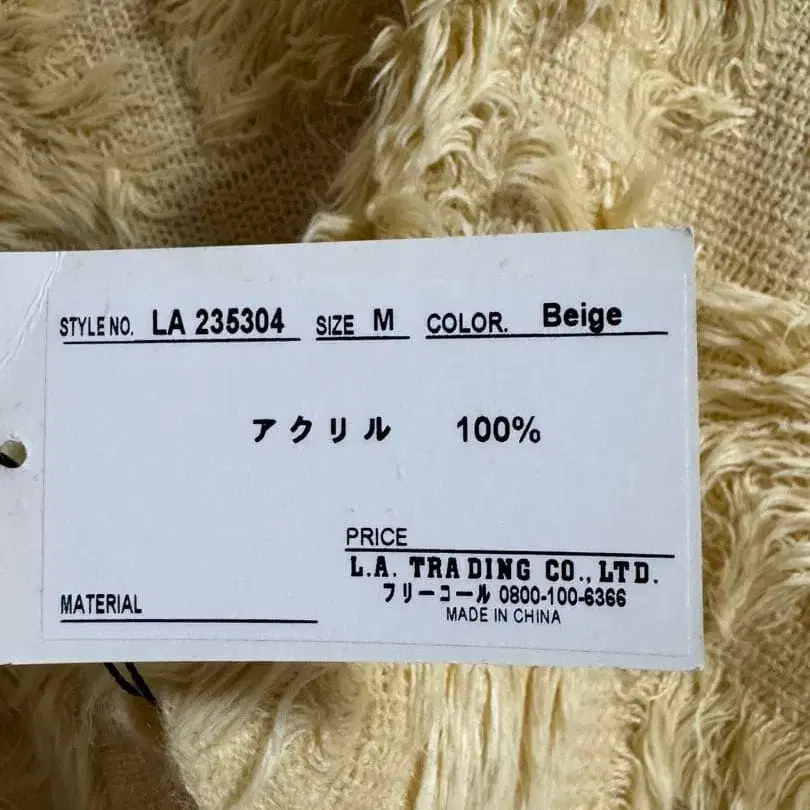 STYLE NO. LA 235304 SIZE M COLOR. Beige
アクリル 100%
PRICE
L.A. TRADING CO., LTD.
フリーコール 0800-100-6366
MATERIAL
MADE IN CHINA